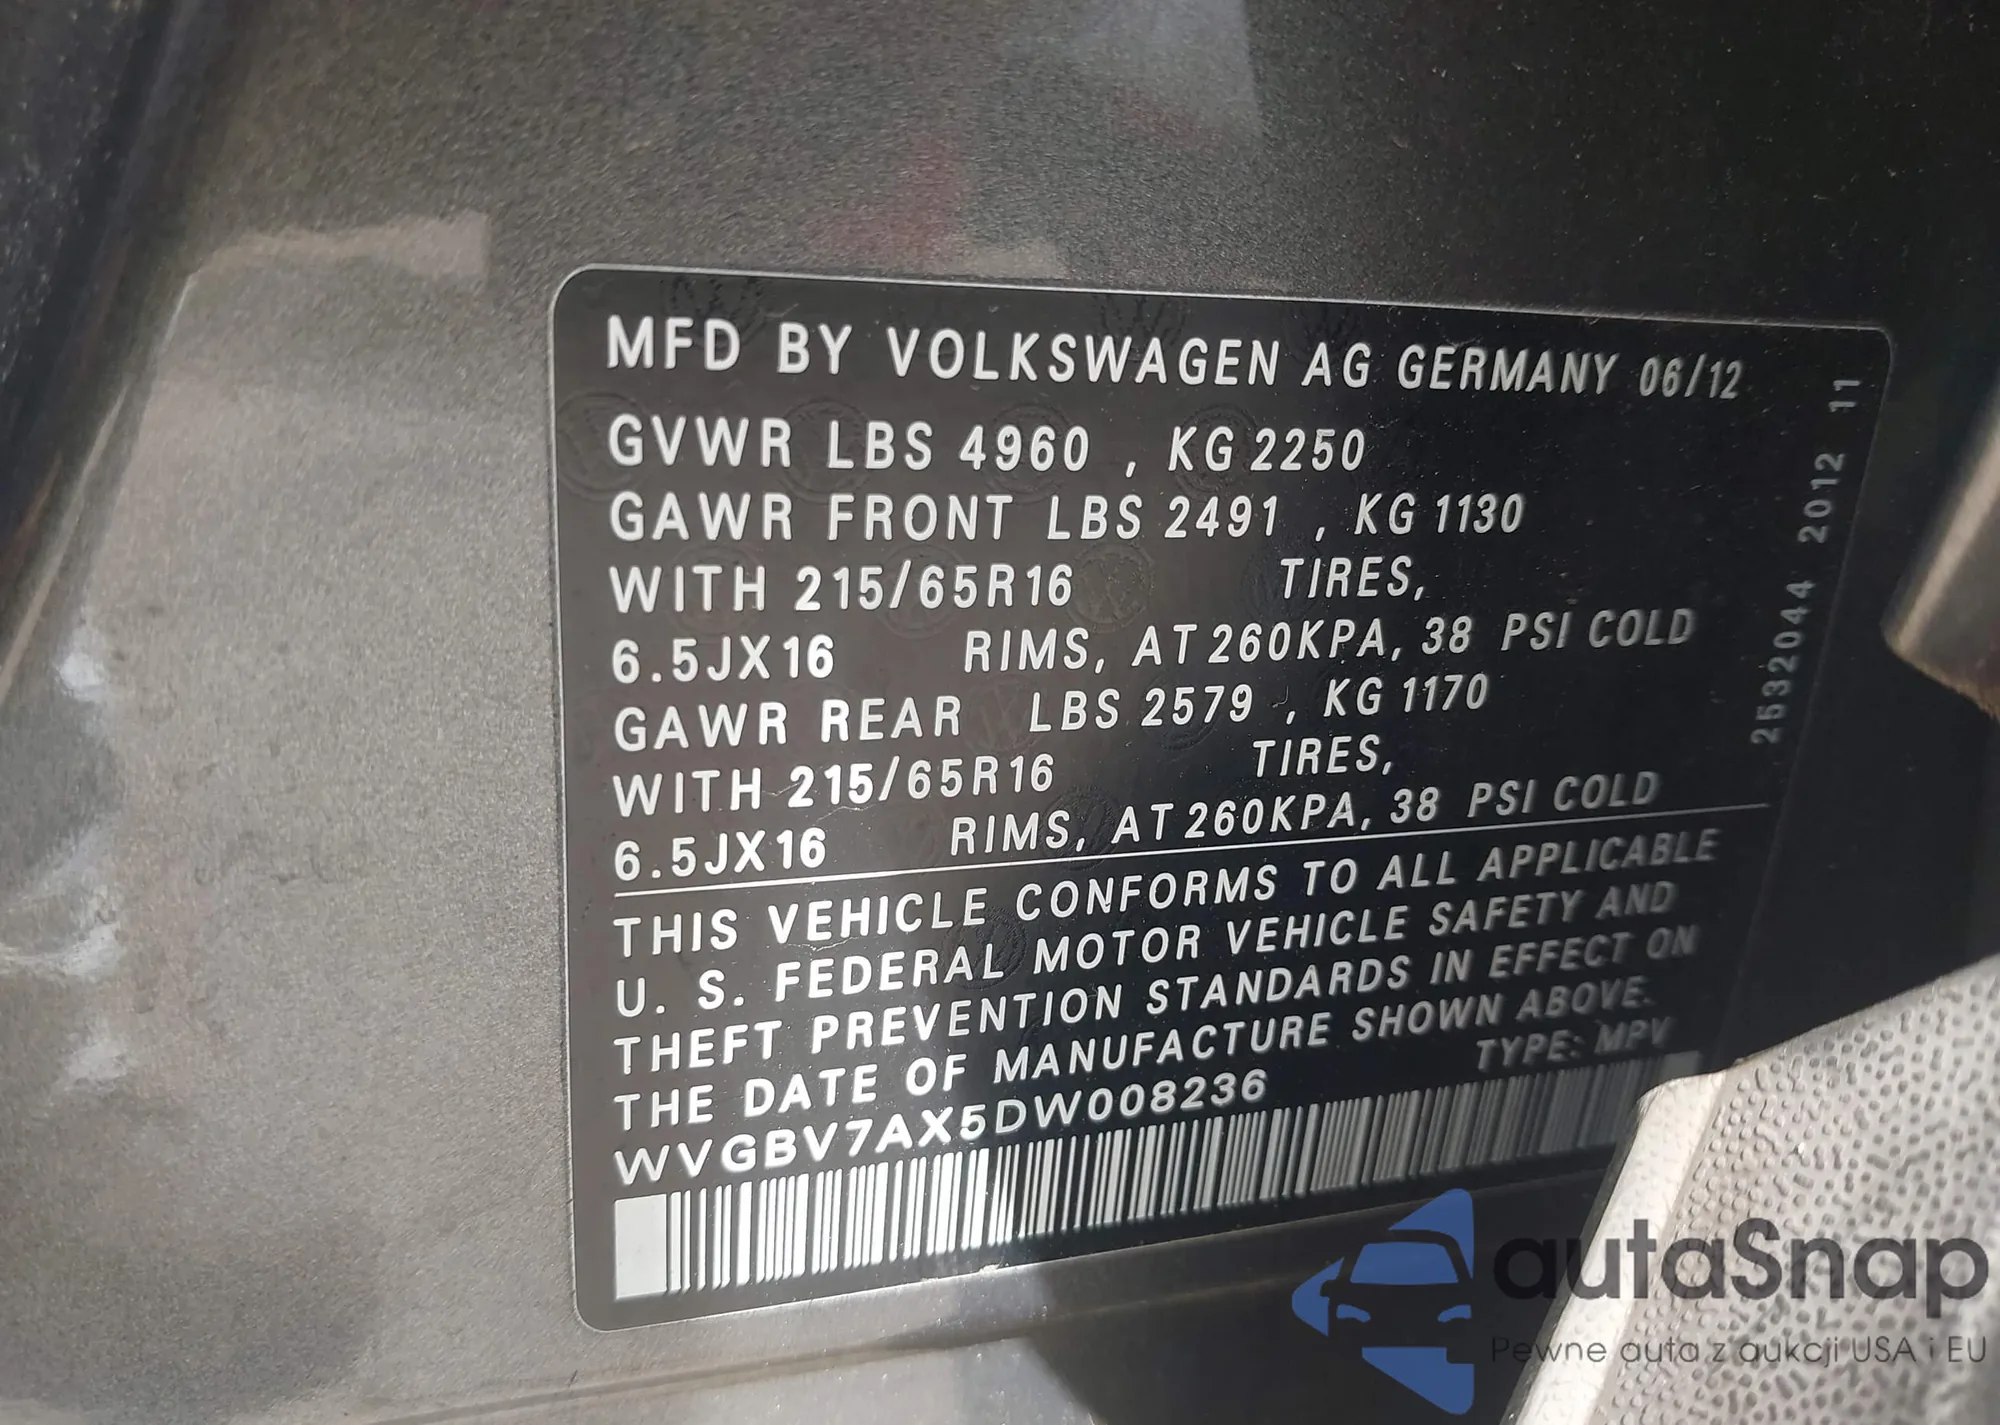 MFD BY VOLKSWAGEN AG GERMANY 06/12
GVWR LBS 4960 , KG 2250
GAWR FRONT LBS 2491 , KG 1130
WITH 215/65R16 TIRES,
6.5JX16 RIMS, AT 260KPA, 38 PSI COLD
GAWR REAR LBS 2579 , KG 1170
WITH 215/65R16 TIRES,
6.5JX16 RIMS, AT 260KPA, 38 PSI COLD
THIS VEHICLE CONFORMS TO ALL APPLICABLE
U. S. FEDERAL MOTOR VEHICLE SAFETY AND
THEFT PREVENTION STANDARDS IN EFFECT ON
THE DATE OF MANUFACTURE SHOWN ABOVE.
WVGBV7AX5DW008236 TYPE: MPV
2532044 2012 11
autaSnap
Pewne auta z aukcji USA i EU